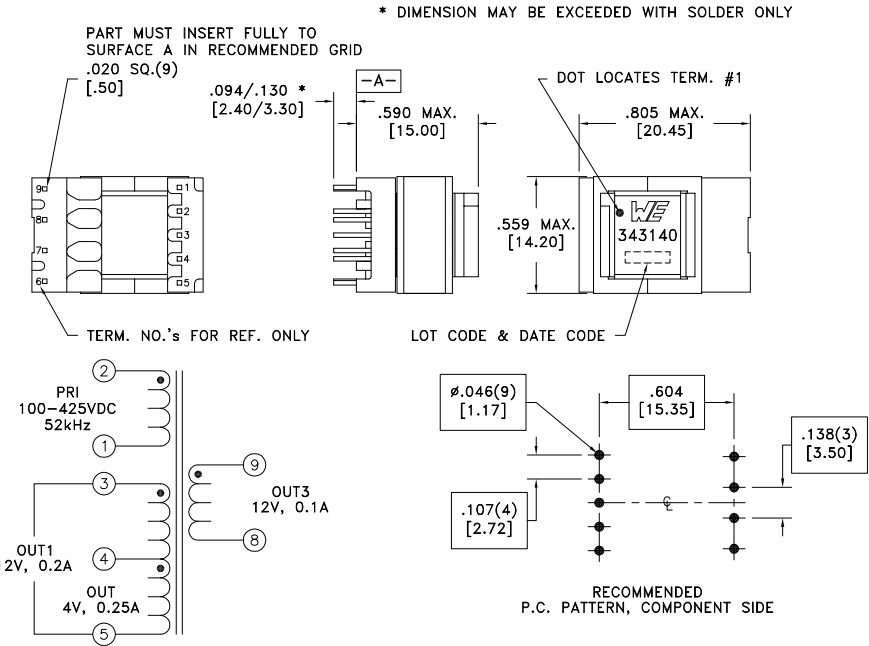 * DIMENSION MAY BE EXCEEDED WITH SOLDER ONLY
PART MUST INSERT FULLY TO
SURFACE A IN RECOMMENDED GRID
.020 SQ.(9)
[.50]
.094/.130 *
[2.40/3.30]
-A-
.590 MAX.
[15.00]
DOT LOCATES TERM. #1
.805 MAX.
[20.45]
9
8
7
6
1
2
3
4
5
.559 MAX.
[14.20]
WE
343140
TERM. NO.'s FOR REF. ONLY
LOT CODE & DATE CODE
2
PRI
100-425VDC
52kHz
1
3
4
5
OUT1
12V, 0.2A
OUT
4V, 0.25A
9
OUT3
12V, 0.1A
8
ø.046(9)
[1.17]
.604
[15.35]
.138(3)
[3.50]
.107(4)
[2.72]
℄
RECOMMENDED
P.C. PATTERN, COMPONENT SIDE